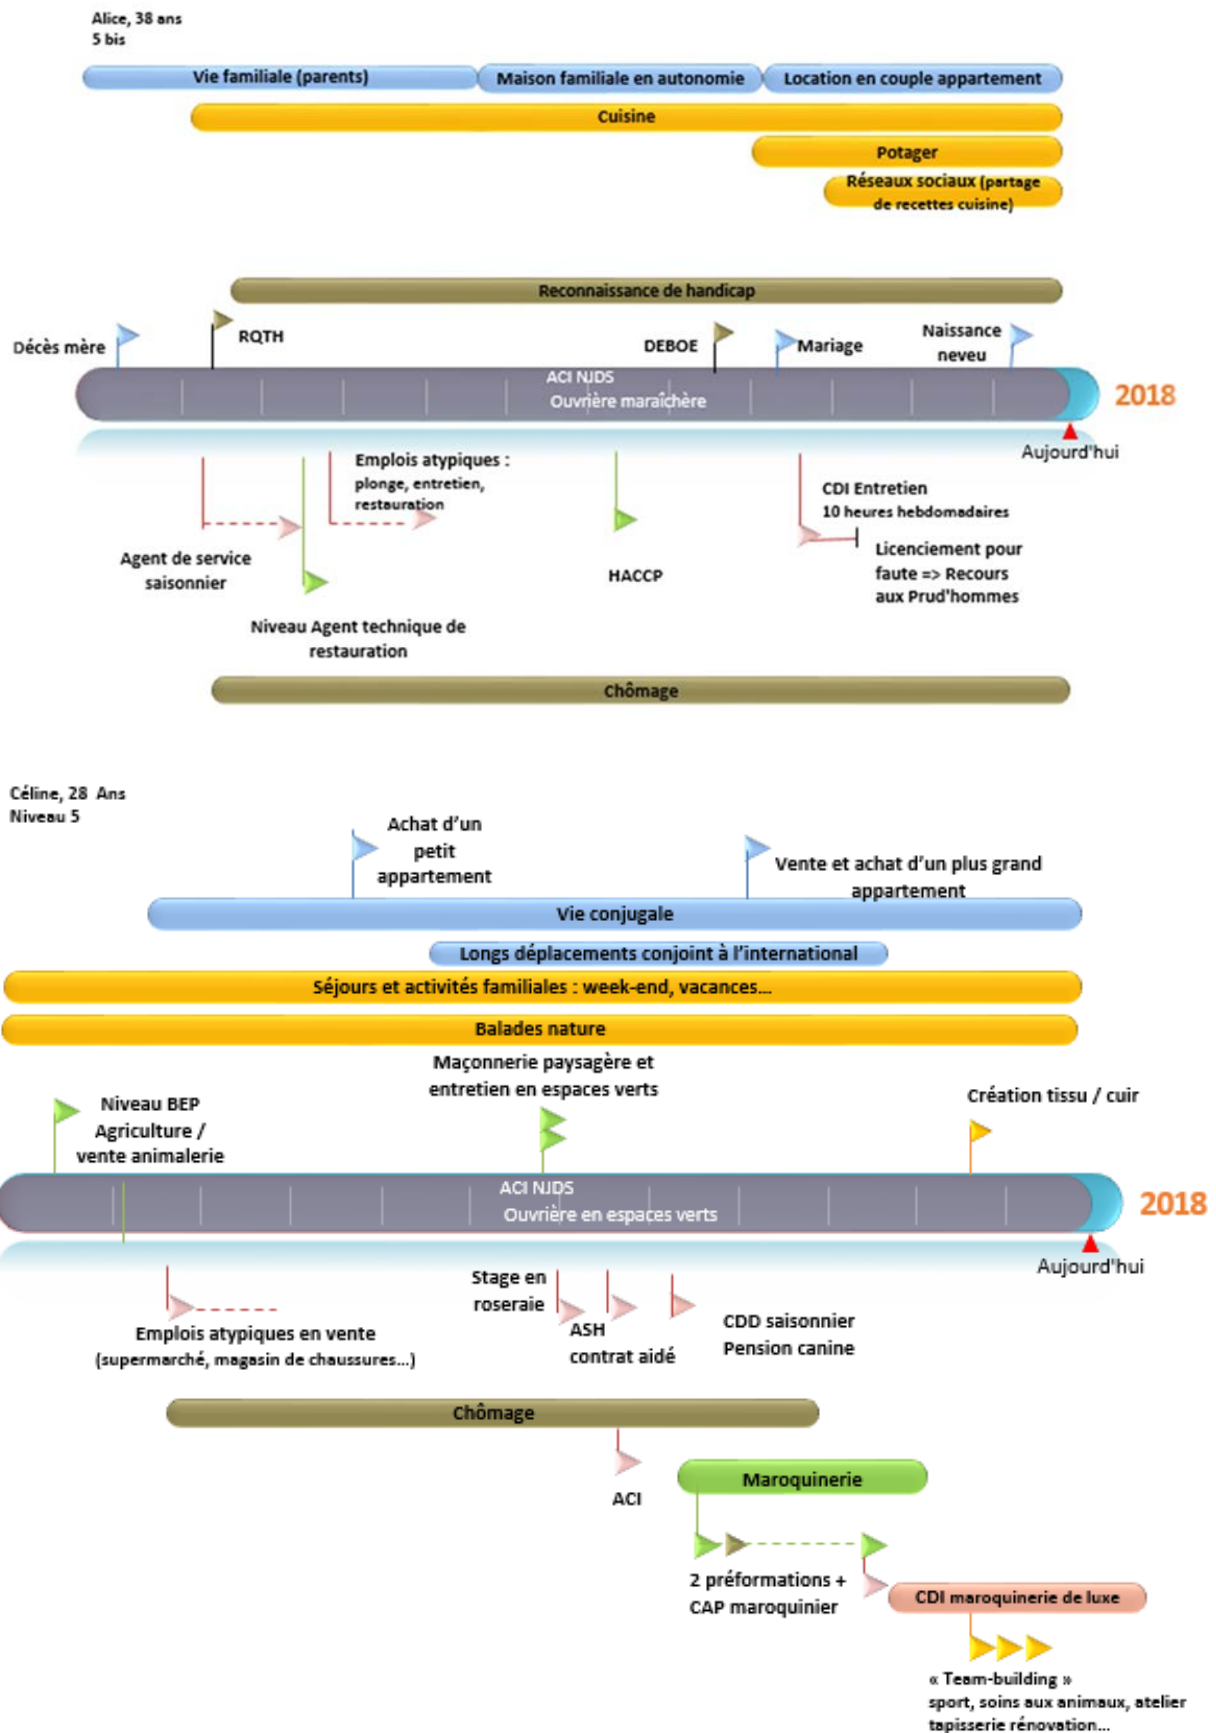 Alice, 38 ans
5 bis
Vie familiale (parents)
Maison familiale en autonomie
Location en couple appartement
Cuisine
Potager
Réseaux sociaux (partage
de recettes cuisine)
Reconnaissance de handicap
Décès mère
RQTH
DEBOE
Mariage
Naissance
neveu
ACI NJDS
Ouvrière maraîchère
2018
Aujourd'hui
Agent de service
saisonnier
Emplois atypiques :
plonge, entretien,
restauration
Niveau Agent technique de
restauration
HACCP
CDI Entretien
10 heures hebdomadaires
Licenciement pour
faute => Recours
aux Prud'hommes
Chômage
Céline, 28 Ans
Niveau 5
Achat d'un
petit
appartement
Vente et achat d'un plus grand
appartement
Vie conjugale
Longs déplacements conjoint à l'international
Séjours et activités familiales : week-end, vacances...
Balades nature
Maçonnerie paysagère et
entretien en espaces verts
Niveau BEP
Agriculture /
vente animalerie
Création tissu / cuir
ACI NJDS
Ouvrière en espaces verts
2018
Aujourd'hui
Emplois atypiques en vente
(supermarché, magasin de chaussures...)
Stage en
roseraie
ASH
contrat aidé
CDD saisonnier
Pension canine
Chômage
ACI
Maroquinerie
2 préformations +
CAP maroquinier
CDI maroquinerie de luxe
« Team-building »
sport, soins aux animaux, atelier
tapisserie rénovation...